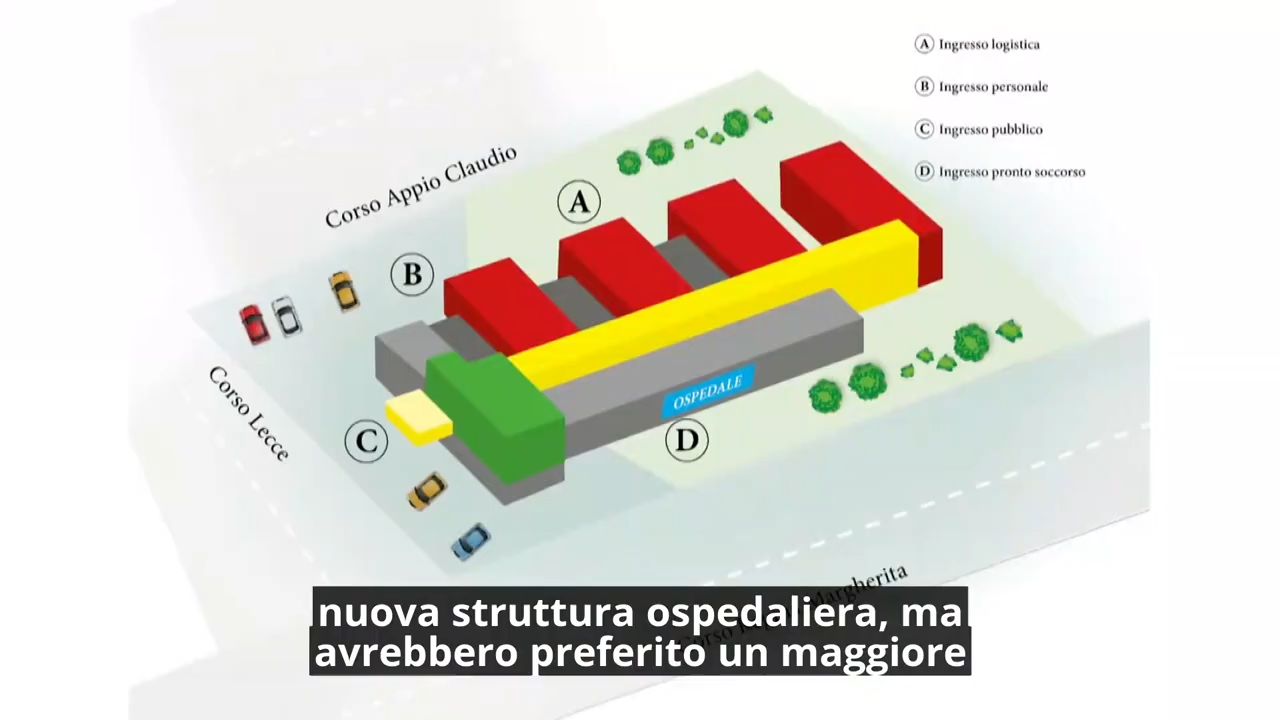 A Ingresso logistica
B Ingresso personale
C Ingresso pubblico
D Ingresso pronto soccorso
Corso Appio Claudio
A
B
Corso Lecce
C
OSPEDALE
D
Corso Margherita
nuova struttura ospedaliera, ma
avrebbero preferito un maggiore